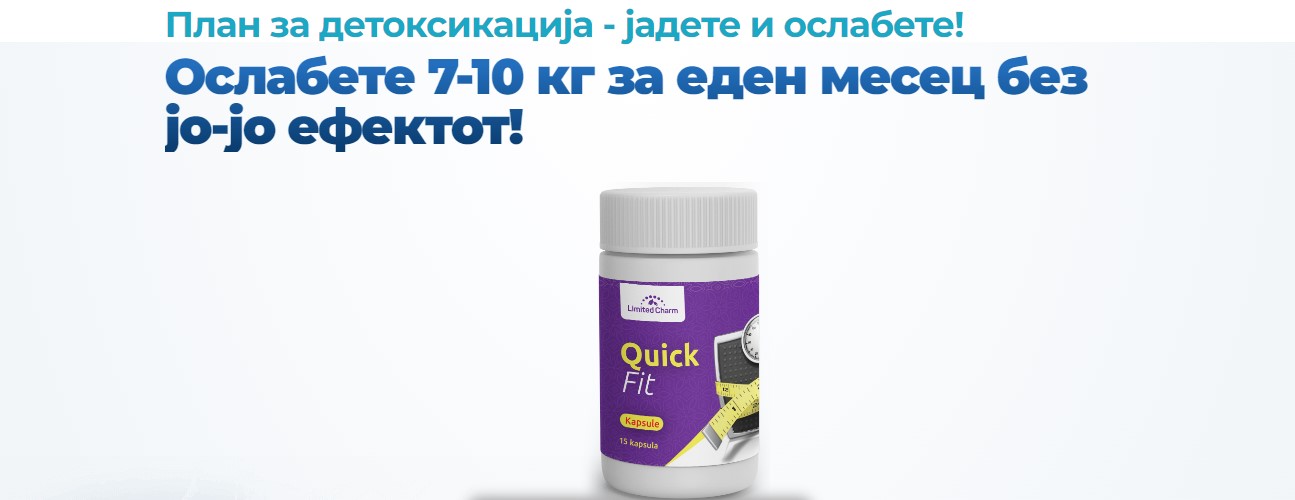 План за детоксикација - јадете и ослабете!
Ослабете 7-10 кг за еден месец без
јо-јо ефектот!
Limited Charm
Quick
Fit
Kapsule
15 kapsula